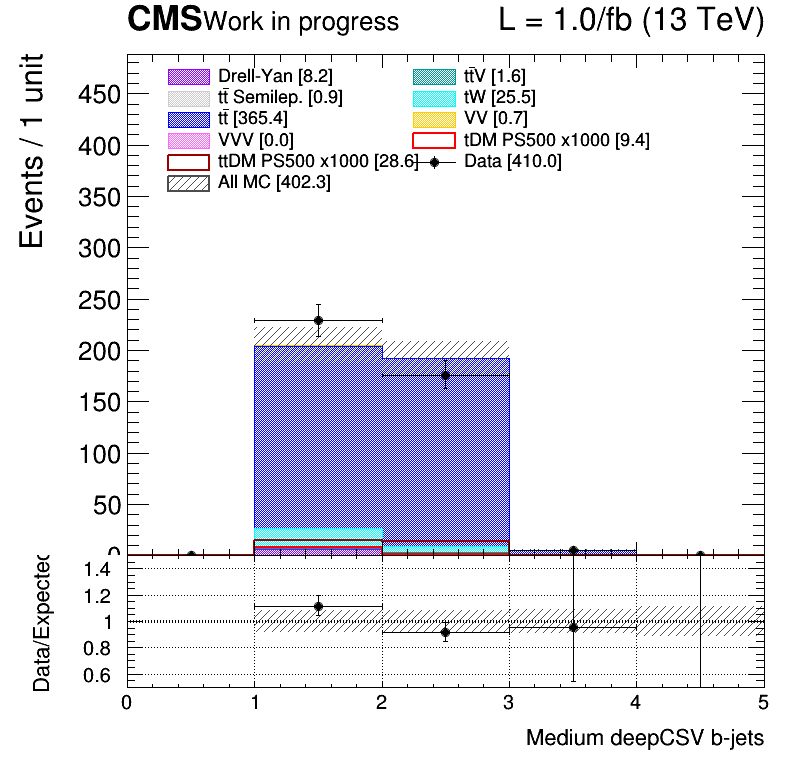 CMS Work in progress L = 1.0/fb (13 TeV)
Events / 1 unit
450
400
350
300
250
200
150
100
50
0
Drell-Yan [8.2] tt̄V [1.6]
tt̄ Semilep. [0.9] tW [25.5]
tt̄ [365.4] VV [0.7]
VVV [0.0] tDM PS500 x1000 [9.4]
ttDM PS500 x1000 [28.6] Data [410.0]
All MC [402.3]
Data/Expected
1.4
1.2
1
0.8
0.6
0 1 2 3 4 5
Medium deepCSV b-jets